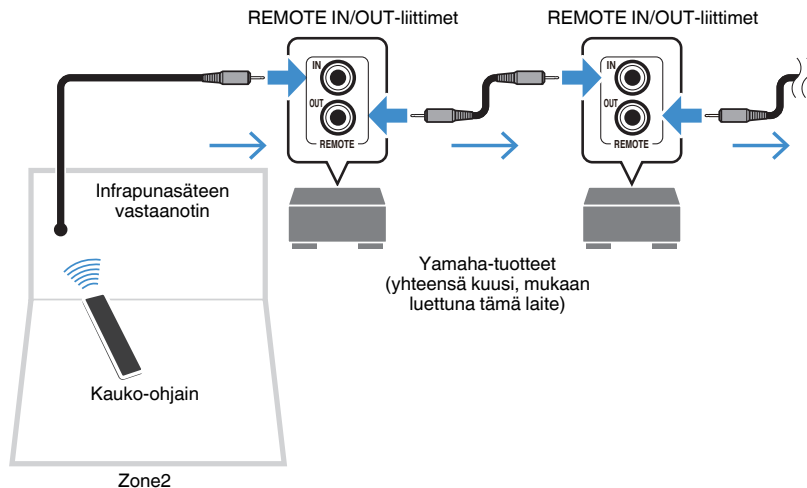 REMOTE IN/OUT-liittimet
REMOTE IN/OUT-liittimet
IN
OUT
REMOTE
IN
OUT
REMOTE
Infrapunasäteen
vastaanotin
Yamaha-tuotteet
(yhteensä kuusi, mukaan
luettuna tämä laite)
Kauko-ohjain
Zone2